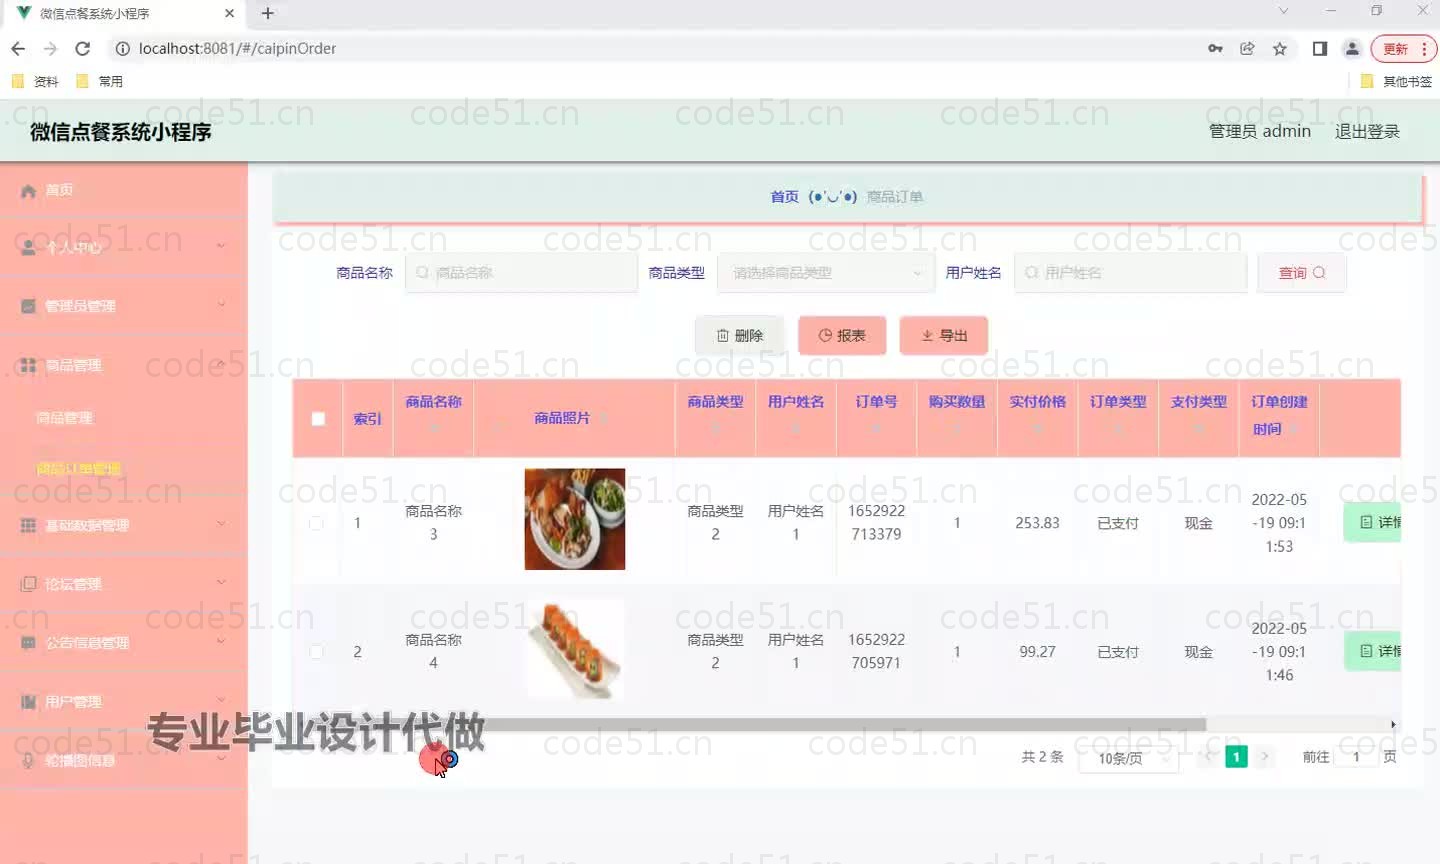 微信点餐系统小程序
localhost:8081/#/caipinOrder
更新
资料 常用 其他书签
微信点餐系统小程序 管理员 admin 退出登录
首页 (●'◡'●) 商品订单
首页
个人中心
管理员管理
商品管理
商品管理
商品订单管理
基础数据管理
论坛管理
公告信息管理
用户管理
轮播图信息
商品名称 商品名称 商品类型 请选择商品类型 用户姓名 用户姓名 查询
删除 报表 导出
索引 商品名称 商品照片 商品类型 用户姓名 订单号 购买数量 实付价格 订单类型 支付类型 订单创建时间
1 商品名称3 商品类型2 用户姓名1 1652922713379 1 253.83 已支付 现金 2022-05-19 09:11:53 详情
2 商品名称4 商品类型2 用户姓名1 1652922705971 1 99.27 已支付 现金 2022-05-19 09:11:46 详情
共 2 条 10条/页 1 前往 1 页
专业毕业设计代做
code51.cn